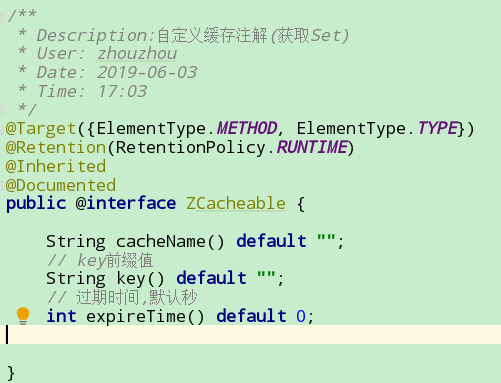 /**
 * Description:自定义缓存注解(获取Set)
 * User: zhouzhou
 * Date: 2019-06-03
 * Time: 17:03
 */
@Target({ElementType.METHOD, ElementType.TYPE})
@Retention(RetentionPolicy.RUNTIME)
@Inherited
@Documented
public @interface ZCacheable {
    String cacheName() default "";
    // key前缀值
    String key() default "";
    // 过期时间,默认秒
    int expireTime() default 0;
}